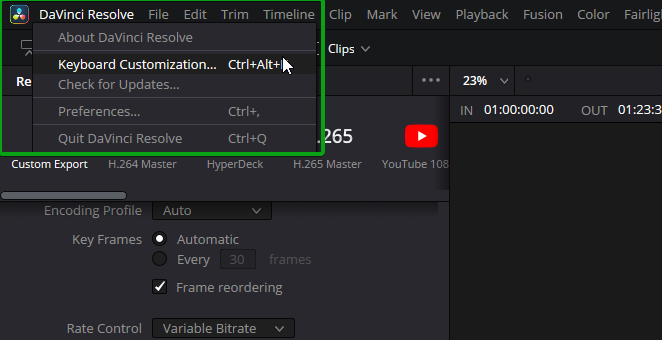 DaVinci Resolve File Edit Trim Timeline Clip Mark View Playback Fusion Color Fairlig
About DaVinci Resolve
Clips
Keyboard Customization... Ctrl+Alt+
Check for Updates...
Re
23%
Preferences... Ctrl+,
IN 01:00:00:00 OUT 01:23:3
Quit DaVinci Resolve Ctrl+Q
.265
Custom Export H.264 Master HyperDeck H.265 Master YouTube 108
Encoding Profile Auto
Key Frames Automatic
Every 30 frames
Frame reordering
Rate Control Variable Bitrate